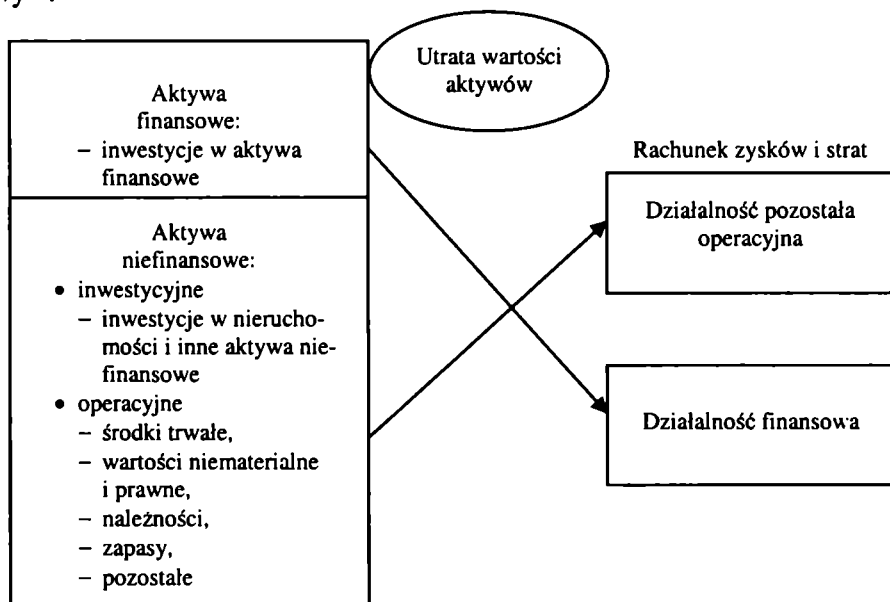 Utrata wartości
aktywów
Aktywa
finansowe:
– inwestycje w aktywa
finansowe
Aktywa
niefinansowe:
• inwestycyjne
– inwestycje w nierucho-
mości i inne aktywa nie-
finansowe
• operacyjne
– środki trwałe,
– wartości niematerialne
i prawne,
– należności,
– zapasy,
– pozostałe
Rachunek zysków i strat
Działalność pozostała
operacyjna
Działalność finansowa